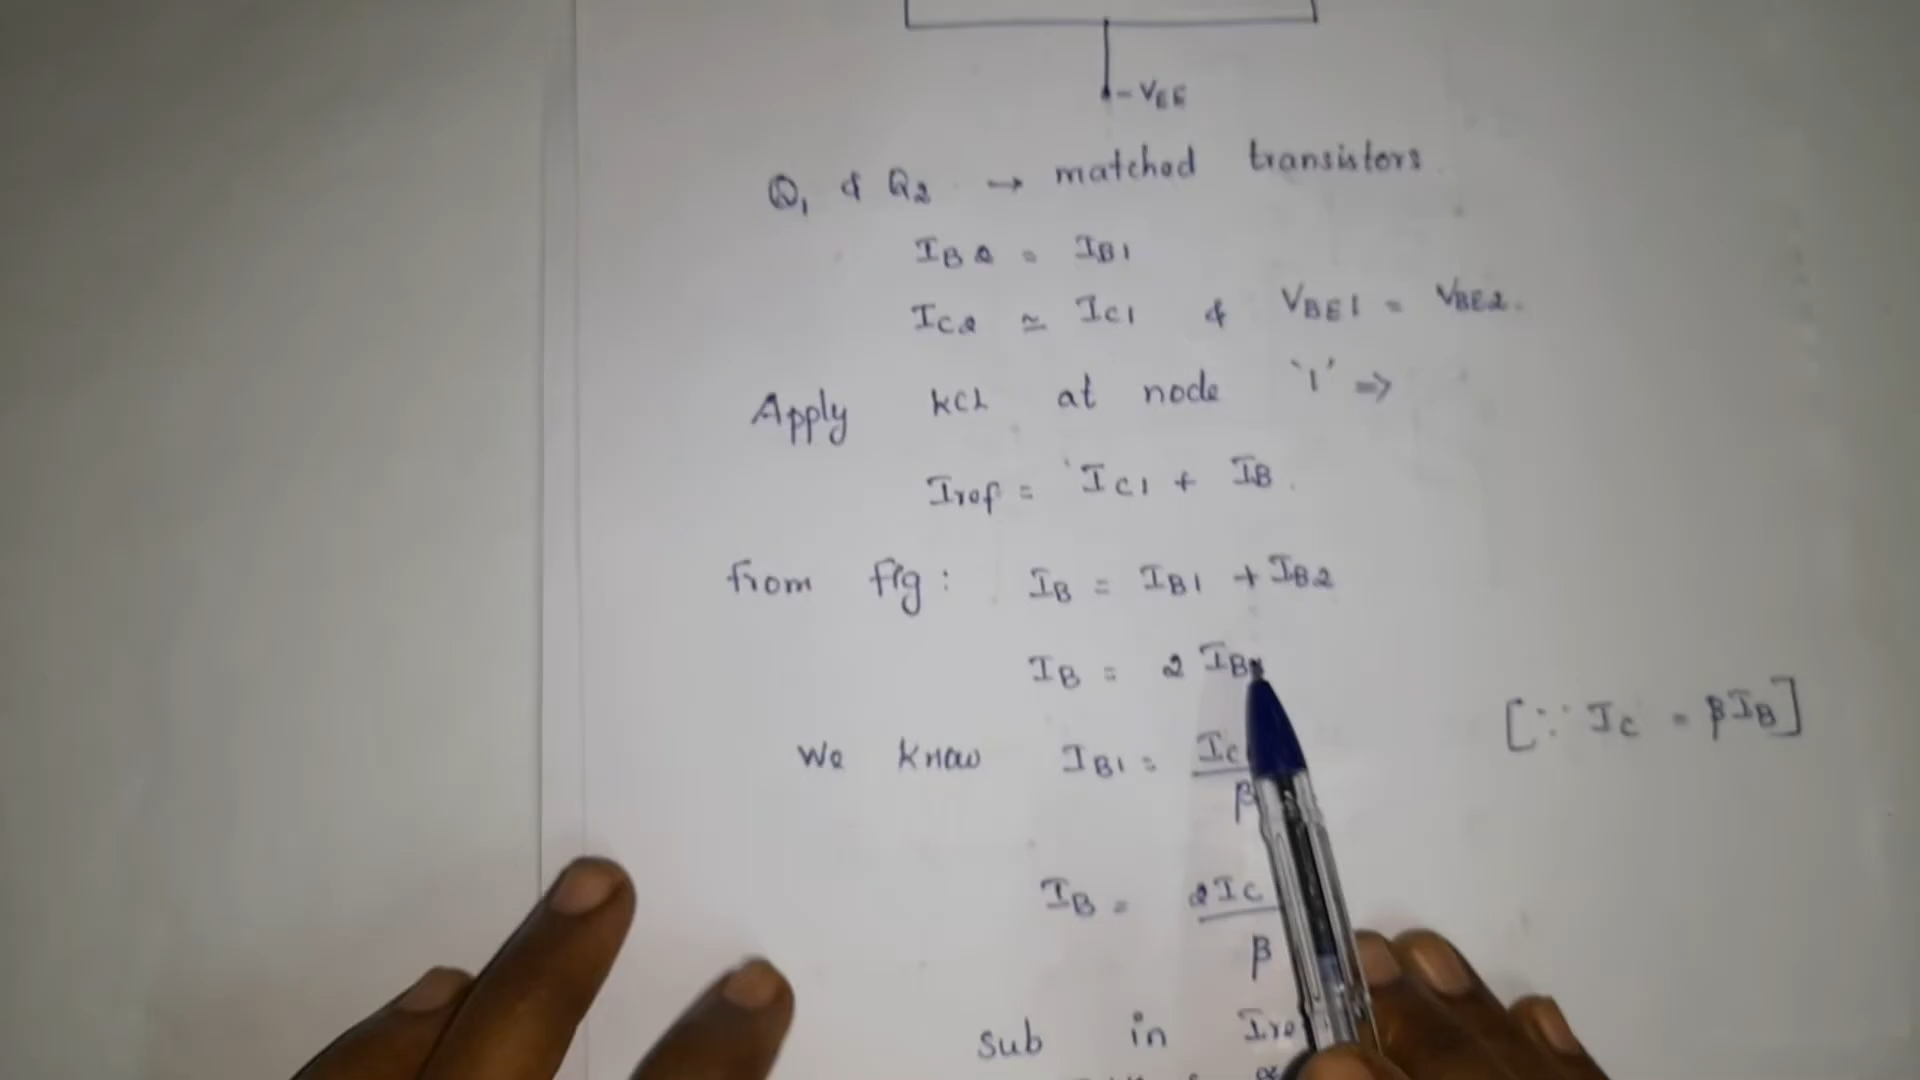 -VEE
Q1 & Q2 → matched transistors
IB2 = IB1
IC2 ≃ IC1 & VBE1 = VBE2.
Apply KCL at node '1' ⇒
Iref = IC1 + IB.
from fig: IB = IB1 + IB2
IB = 2 IB
We know IB1 = IC/β [∵ IC = βIB]
IB = 2IC/β
sub in